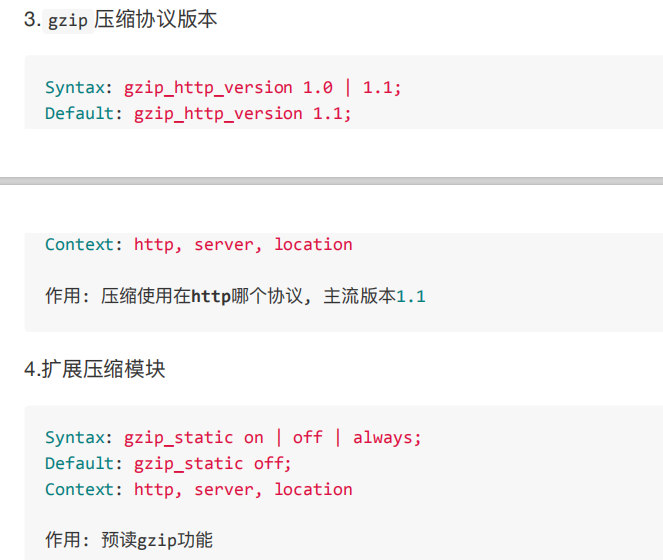 3. gzip 压缩协议版本
Syntax: gzip_http_version 1.0 | 1.1;
Default: gzip_http_version 1.1;
Context: http, server, location
作用: 压缩使用在http哪个协议, 主流版本1.1
4.扩展压缩模块
Syntax: gzip_static on | off | always;
Default: gzip_static off;
Context: http, server, location
作用: 预读gzip功能